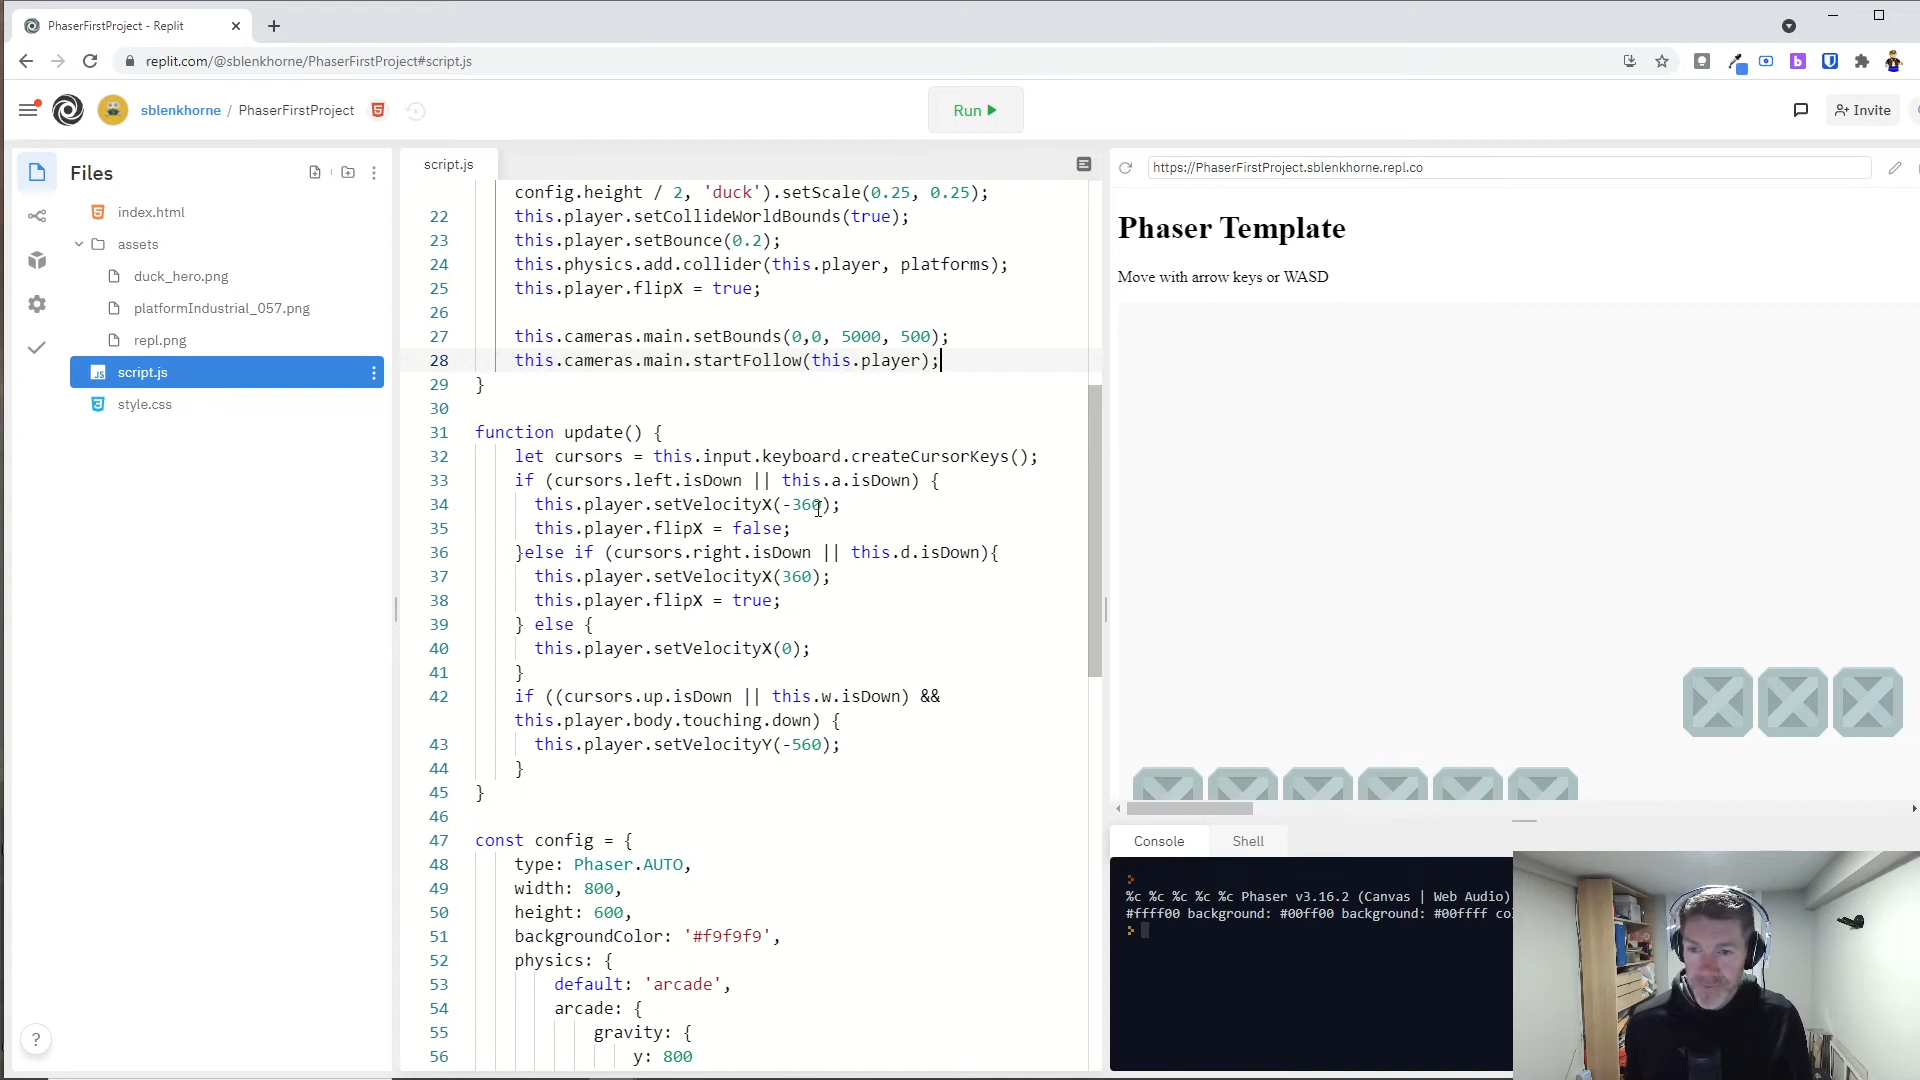 PhaserFirstProject - Replit
replit.com/@sblenkhorne/PhaserFirstProject#script.js
sblenkhorne / PhaserFirstProject
Run
Invite
Files
index.html
assets
duck_hero.png
platformIndustrial_057.png
repl.png
script.js
style.css
script.js
config.height / 2, 'duck').setScale(0.25, 0.25);
22 this.player.setCollideWorldBounds(true);
23 this.player.setBounce(0.2);
24 this.physics.add.collider(this.player, platforms);
25 this.player.flipX = true;
26
27 this.cameras.main.setBounds(0,0, 5000, 500);
28 this.cameras.main.startFollow(this.player);
29 }
30
31 function update() {
32 let cursors = this.input.keyboard.createCursorKeys();
33 if (cursors.left.isDown || this.a.isDown) {
34 this.player.setVelocityX(-360);
35 this.player.flipX = false;
36 }else if (cursors.right.isDown || this.d.isDown){
37 this.player.setVelocityX(360);
38 this.player.flipX = true;
39 } else {
40 this.player.setVelocityX(0);
41 }
42 if ((cursors.up.isDown || this.w.isDown) &&
this.player.body.touching.down) {
43 this.player.setVelocityY(-560);
44 }
45 }
46
47 const config = {
48 type: Phaser.AUTO,
49 width: 800,
50 height: 600,
51 backgroundColor: '#f9f9f9',
52 physics: {
53 default: 'arcade',
54 arcade: {
55 gravity: {
56 y: 800
https://PhaserFirstProject.sblenkhorne.repl.co
Phaser Template
Move with arrow keys or WASD
Console
Shell
%c %c %c %c %c Phaser v3.16.2 (Canvas | Web Audio)
#ffff00 background: #00ff00 background: #00ffff co